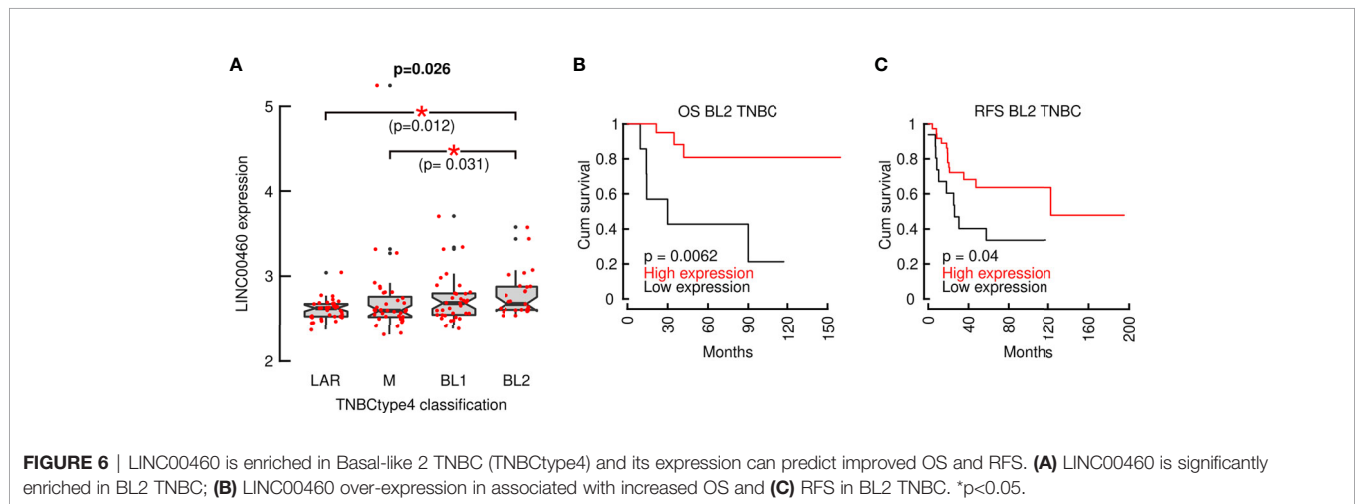 A
p=0.026
(p=0.012)
(p= 0.031)
5
4
3
2
LINC00460 expression
LAR M BL1 BL2
TNBCtype4 classification
B
OS BL2 TNBC
1
0.8
0.6
0.4
0.2
Cum survival
p = 0.0062
High expression
Low expression
0 30 60 90 120 150
Months
C
RFS BL2 TNBC
1
0.8
0.6
0.4
0.2
0
Cum survival
p = 0.04
High expression
Low expression
0 40 80 120 160 200
Months
FIGURE 6 | LINC00460 is enriched in Basal-like 2 TNBC (TNBCtype4) and its expression can predict improved OS and RFS. (A) LINC00460 is significantly
enriched in BL2 TNBC; (B) LINC00460 over-expression in associated with increased OS and (C) RFS in BL2 TNBC. *p<0.05.